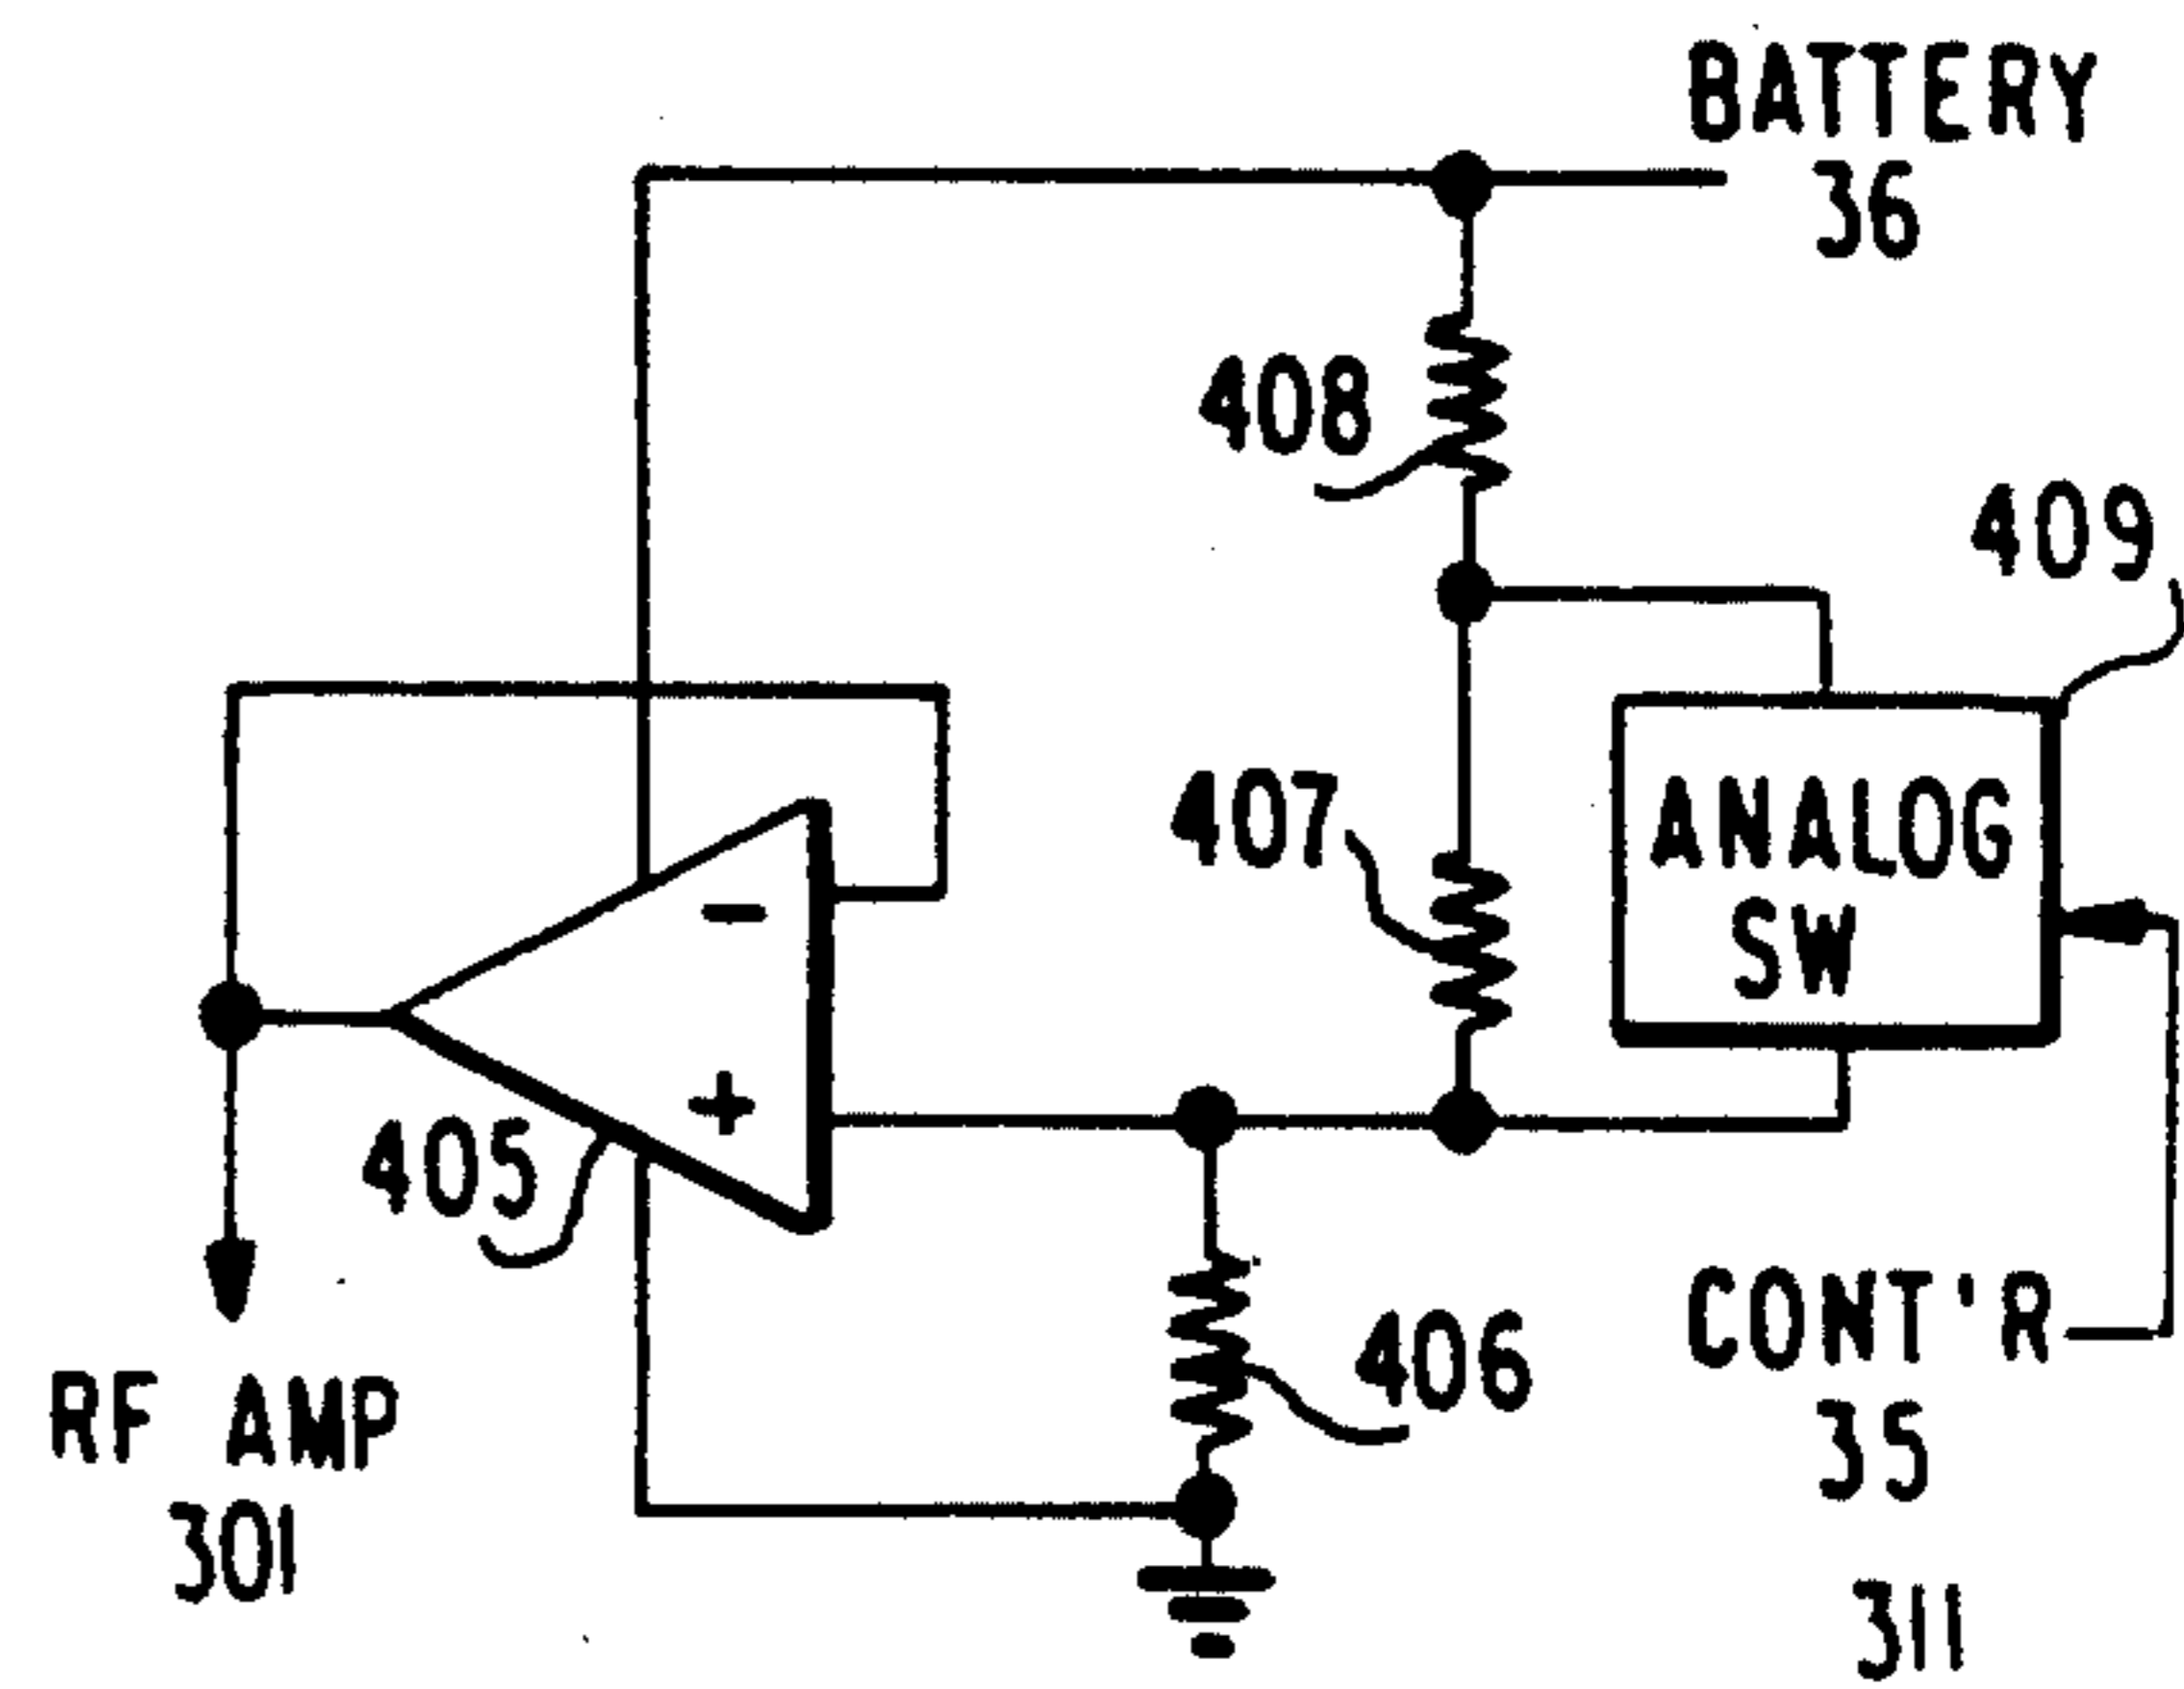 BATTERY
36
408
409
407
ANALOG
SW
-
+
405
406
CONT'R
35
RF AMP
301
311